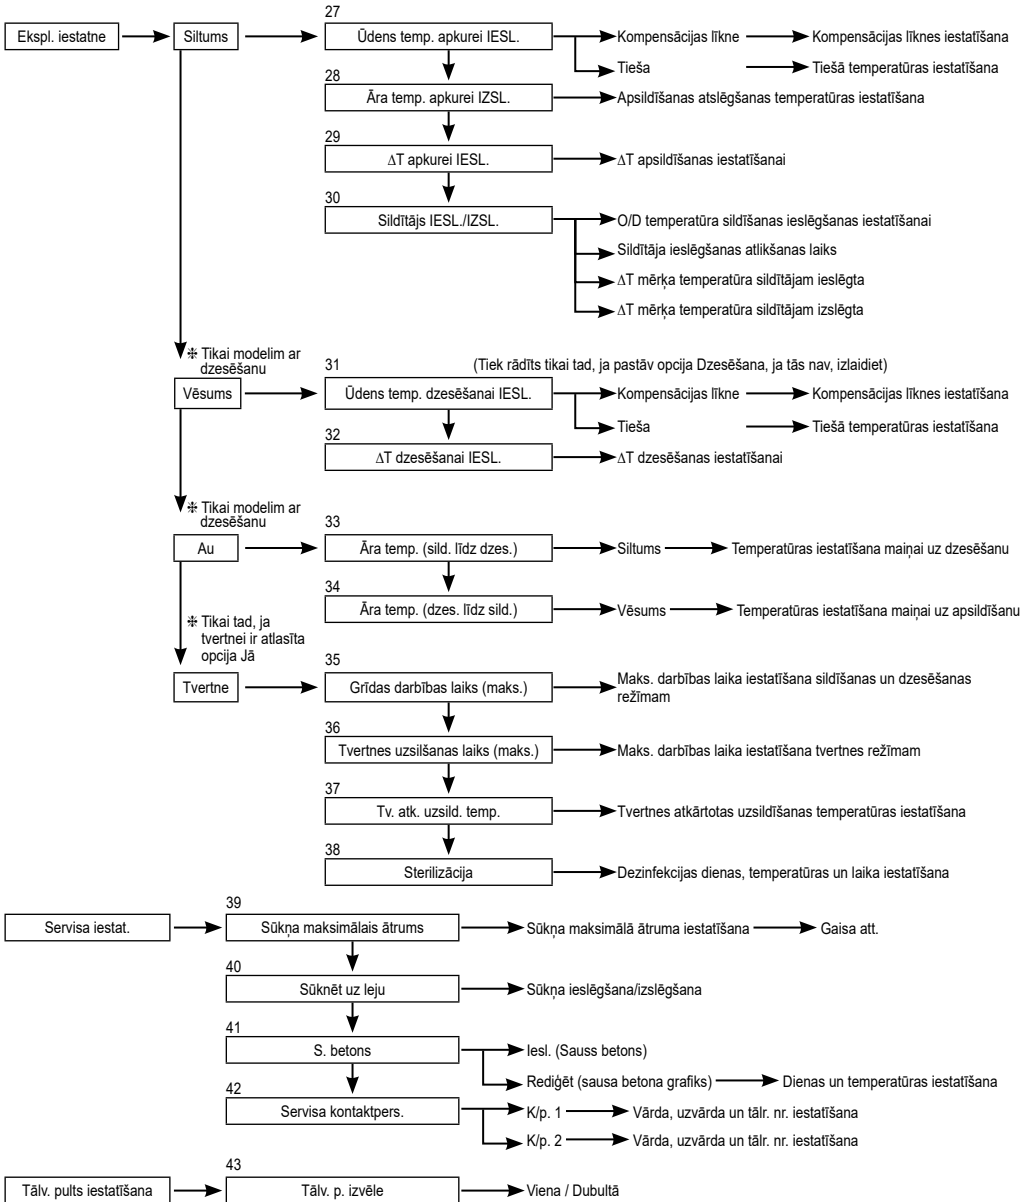 27
Ekspl. iestatne Siltums Ūdens temp. apkurei IESL. Kompensācijas līkne Kompensācijas līknes iestatīšana
Tieša Tiešā temperatūras iestatīšana
28
Āra temp. apkurei IZSL. Apsildīšanas atslēgšanas temperatūras iestatīšana
29
∆T apkurei IESL. ∆T apsildīšanas iestatīšanai
30
Sildītājs IESL./IZSL. O/D temperatūra sildīšanas ieslēgšanas iestatīšanai
Sildītāja ieslēgšanas atlikšanas laiks
∆T mērķa temperatūra sildītājam ieslēgta
∆T mērķa temperatūra sildītājam izslēgta
❉ Tikai modelim ar
dzesēšanu
31 (Tiek rādīts tikai tad, ja pastāv opcija Dzesēšana, ja tās nav, izlaidiet)
Vēsums Ūdens temp. dzesēšanai IESL. Kompensācijas līkne Kompensācijas līknes iestatīšana
Tieša Tiešā temperatūras iestatīšana
32
∆T dzesēšanai IESL. ∆T dzesēšanas iestatīšanai
❉ Tikai modelim ar
dzesēšanu
33
Au Āra temp. (sild. līdz dzes.) Siltums Temperatūras iestatīšana maiņai uz dzesēšanu
34
Āra temp. (dzes. līdz sild.) Vēsums Temperatūras iestatīšana maiņai uz apsildīšanu
❉ Tikai tad, ja
tvertnei ir atlasīta
opcija Jā
35
Tvertne Grīdas darbības laiks (maks.) Maks. darbības laika iestatīšana sildīšanas un dzesēšanas
režīmam
36
Tvertnes uzsilšanas laiks (maks.) Maks. darbības laika iestatīšana tvertnes režīmam
37
Tv. atk. uzsild. temp. Tvertnes atkārtotas uzsildīšanas temperatūras iestatīšana
38
Sterilizācija Dezinfekcijas dienas, temperatūras un laika iestatīšana
39
Servisa iestat. Sūkņa maksimālais ātrums Sūkņa maksimālā ātruma iestatīšana Gaisa att.
40
Sūknēt uz leju Sūkņa ieslēgšana/izslēgšana
41
S. betons Iesl. (Sauss betons)
Rediģēt (sausa betona grafiks) Dienas un temperatūras iestatīšana
42
Servisa kontaktpers. K/p. 1 Vārda, uzvārda un tālr. nr. iestatīšana
K/p. 2 Vārda, uzvārda un tālr. nr. iestatīšana
43
Tālv. pults iestatīšana Tālv. p. izvēle Viena / Dubultā